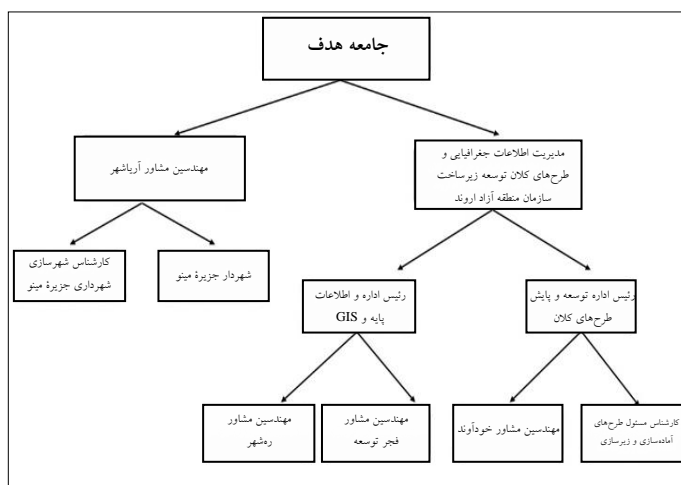 جامعه هدف
مدیریت اطلاعات جغرافیایی و
طرح‌های کلان توسعه زیرساخت
سازمان منطقه آزاد اروند
مهندسین مشاور آریاشهر
رئیس اداره توسعه و پایش
طرح‌های کلان
رئیس اداره و اطلاعات
پایه و GIS
شهردار جزیرۀ مینو
کارشناس شهرسازی
شهرداری جزیرۀ مینو
کارشناس مسئول طرح‌های
آماده‌سازی و زیرسازی
مهندسین مشاور خودآوند
مهندسین مشاور
فجر توسعه
مهندسین مشاور
ره‌شهر